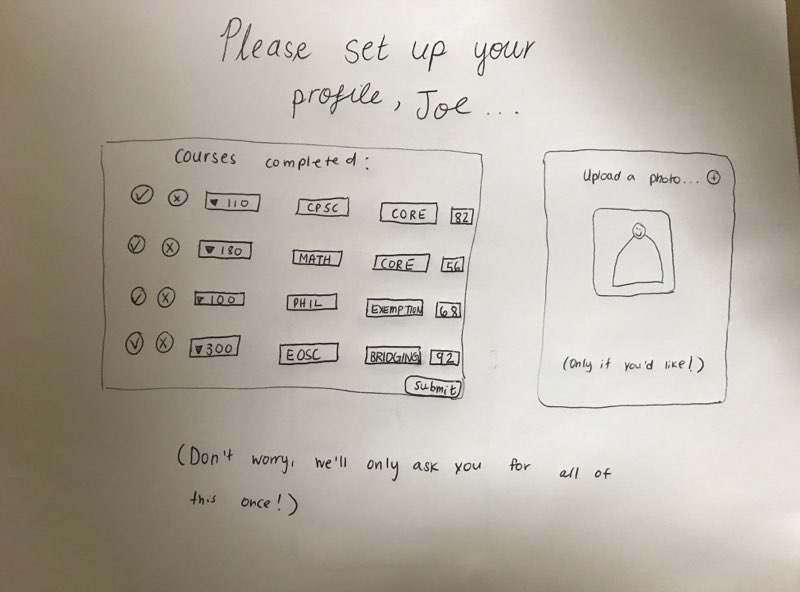 Please set up your
profile, Joe...
Courses completed:
110 CPSC CORE 82
180 MATH CORE 56
100 PHIL EXEMPTION 68
300 EOSC BRIDGING 92
Submit
Upload a photo...
(Only if you'd like!)
(Don't worry, we'll only ask you for all of
this once!)